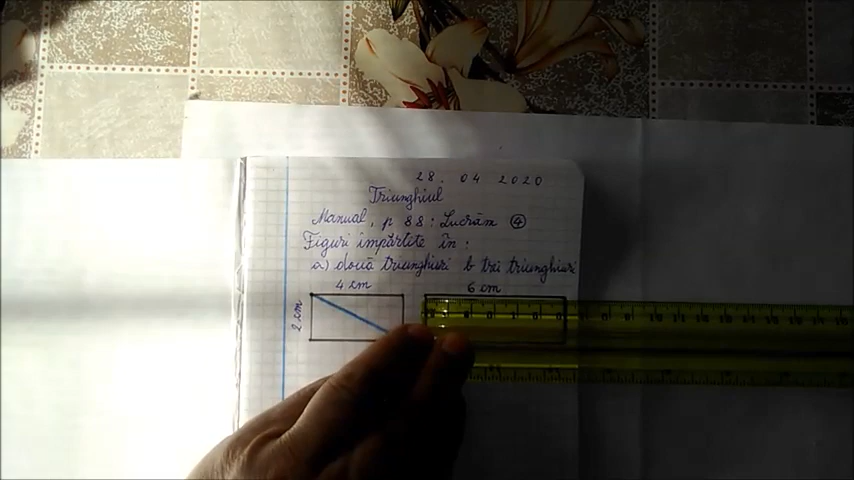 28. 04 2020
Triunghiul
Manual, p 88: Lucrăm 4
Figuri împărțite în:
a) două triunghiuri b trei triunghiuri
4 cm 6 cm
2 cm